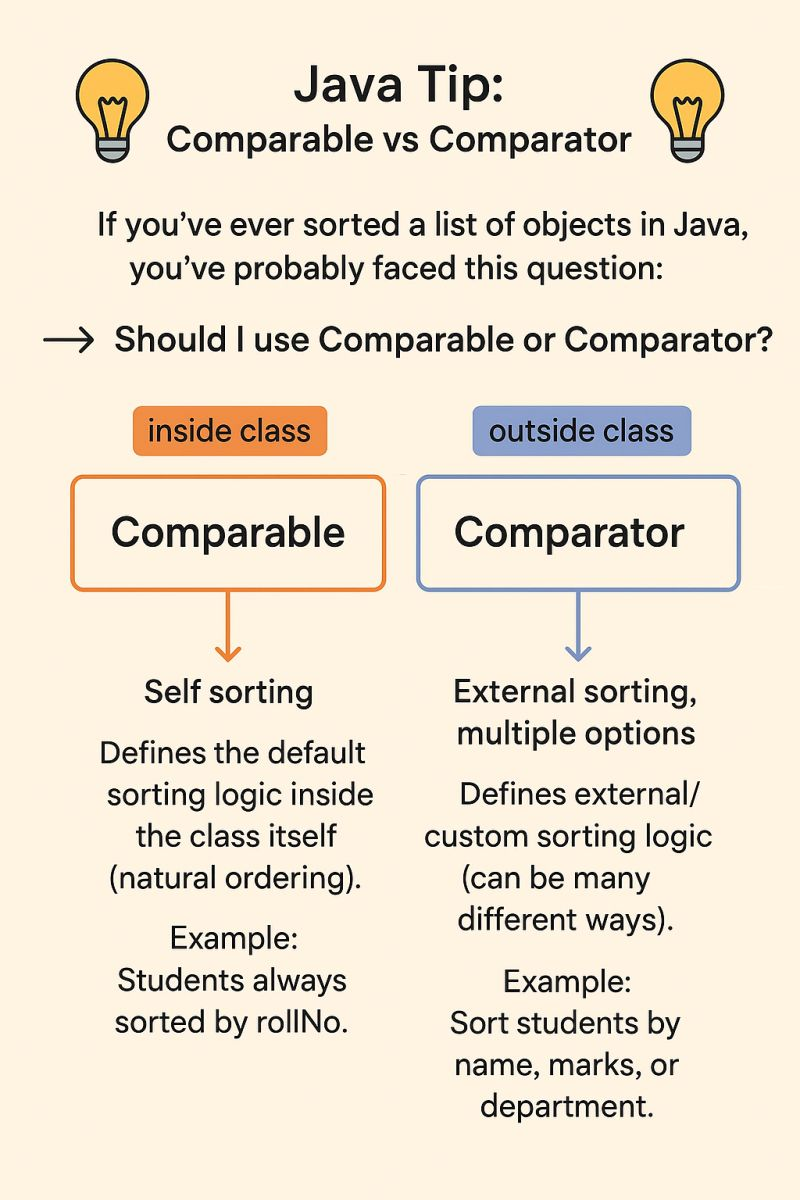 Java Tip:
Comparable vs Comparator
If you've ever sorted a list of objects in Java,
you've probably faced this question:
→ Should I use Comparable or Comparator?
inside class
Comparable
Self sorting
Defines the default
sorting logic inside
the class itself
(natural ordering).
Example:
Students always
sorted by rollNo.
outside class
Comparator
External sorting,
multiple options
Defines external/
custom sorting logic
(can be many
different ways).
Example:
Sort students by
name, marks, or
department.